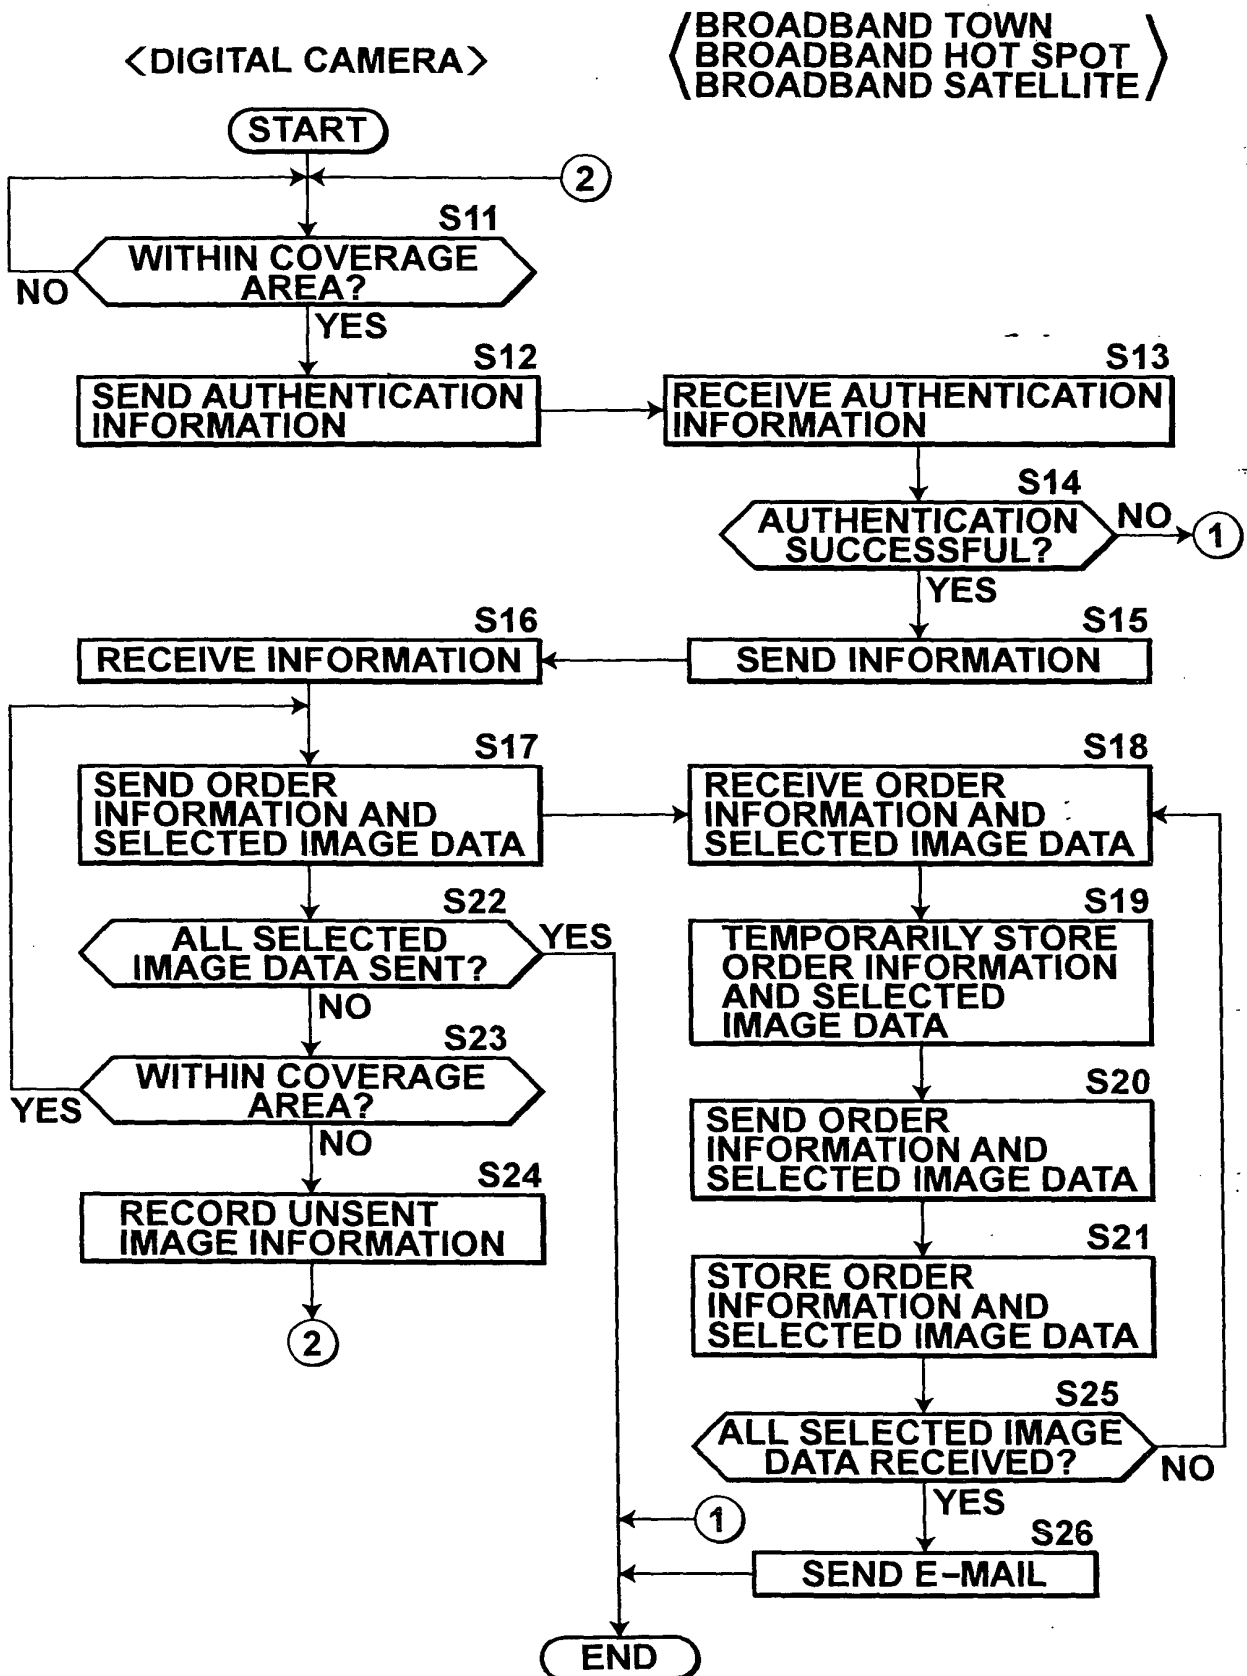 <DIGITAL CAMERA>
<BROADBAND TOWN
BROADBAND HOT SPOT
BROADBAND SATELLITE>
START
2
S11
WITHIN COVERAGE
AREA?
NO
YES
S12
SEND AUTHENTICATION
INFORMATION
S13
RECEIVE AUTHENTICATION
INFORMATION
S14
AUTHENTICATION
SUCCESSFUL?
NO
1
YES
S16
RECEIVE INFORMATION
S15
SEND INFORMATION
S17
SEND ORDER
INFORMATION AND
SELECTED IMAGE DATA
S18
RECEIVE ORDER
INFORMATION AND
SELECTED IMAGE DATA
S22
ALL SELECTED
IMAGE DATA SENT?
YES
NO
S19
TEMPORARILY STORE
ORDER INFORMATION
AND SELECTED
IMAGE DATA
S23
WITHIN COVERAGE
AREA?
YES
NO
S20
SEND ORDER
INFORMATION AND
SELECTED IMAGE DATA
S24
RECORD UNSENT
IMAGE INFORMATION
2
S21
STORE ORDER
INFORMATION AND
SELECTED IMAGE DATA
S25
ALL SELECTED IMAGE
DATA RECEIVED?
NO
YES
1
S26
SEND E-MAIL
END